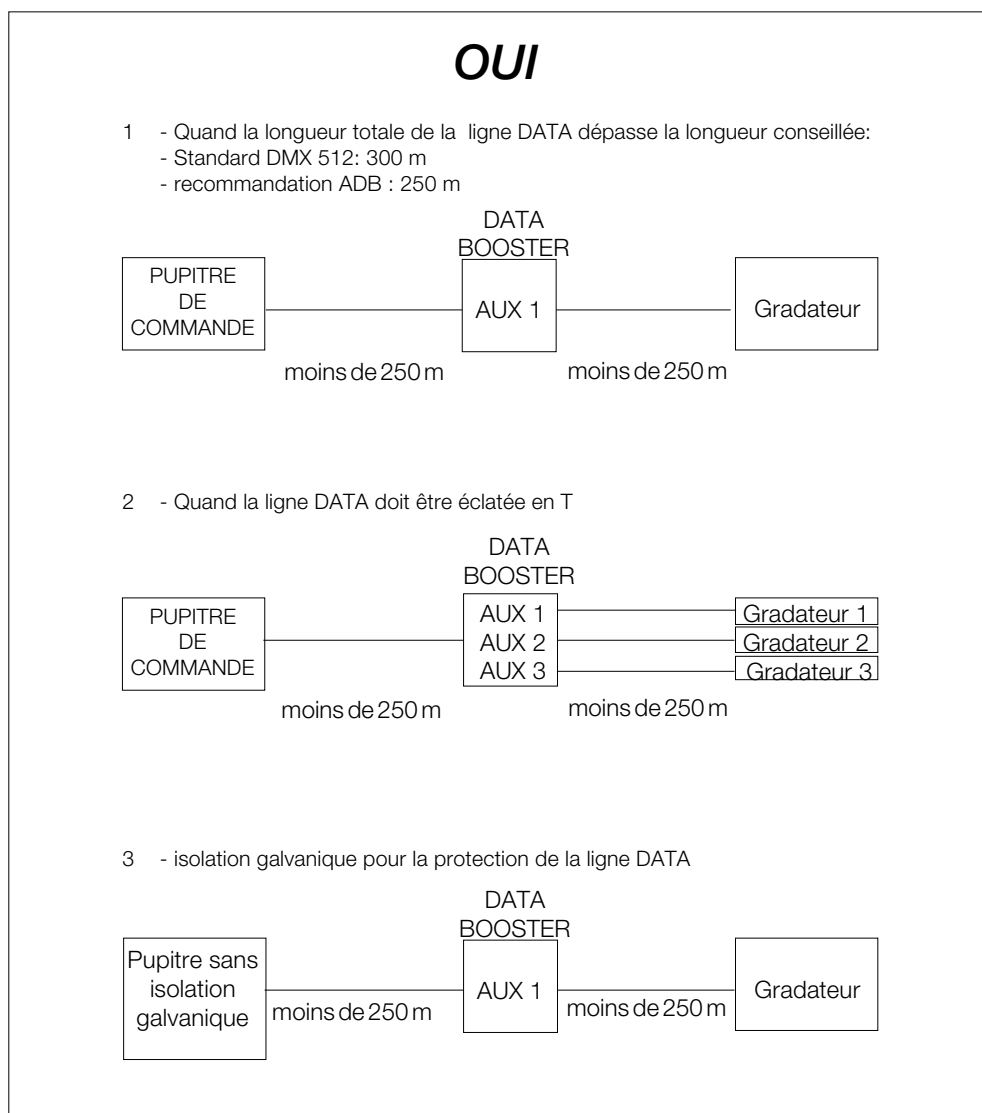 OUI
1 - Quand la longueur totale de la ligne DATA dépasse la longueur conseillée:
- Standard DMX 512: 300 m
- recommandation ADB : 250 m
DATA
BOOSTER
PUPITRE
DE
COMMANDE
AUX 1
Gradateur
moins de 250 m
moins de 250 m
2 - Quand la ligne DATA doit être éclatée en T
DATA
BOOSTER
PUPITRE
DE
COMMANDE
AUX 1
AUX 2
AUX 3
Gradateur 1
Gradateur 2
Gradateur 3
moins de 250 m
moins de 250 m
3 - isolation galvanique pour la protection de la ligne DATA
DATA
BOOSTER
Pupitre sans
isolation
galvanique
moins de 250 m
AUX 1
moins de 250 m
Gradateur